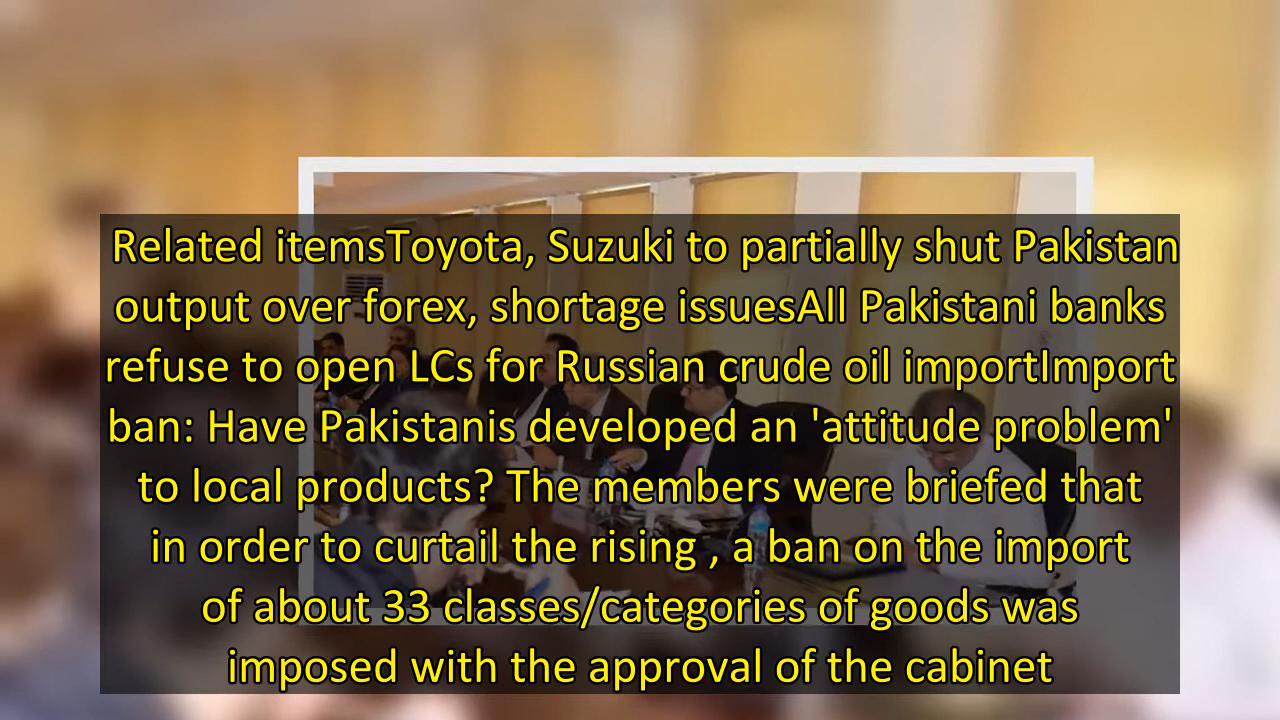 Related itemsToyota, Suzuki to partially shut Pakistan
output over forex, shortage issuesAll Pakistani banks
refuse to open LCs for Russian crude oil importImport
ban: Have Pakistanis developed an 'attitude problem'
to local products? The members were briefed that
in order to curtail the rising , a ban on the import
of about 33 classes/categories of goods was
imposed with the approval of the cabinet